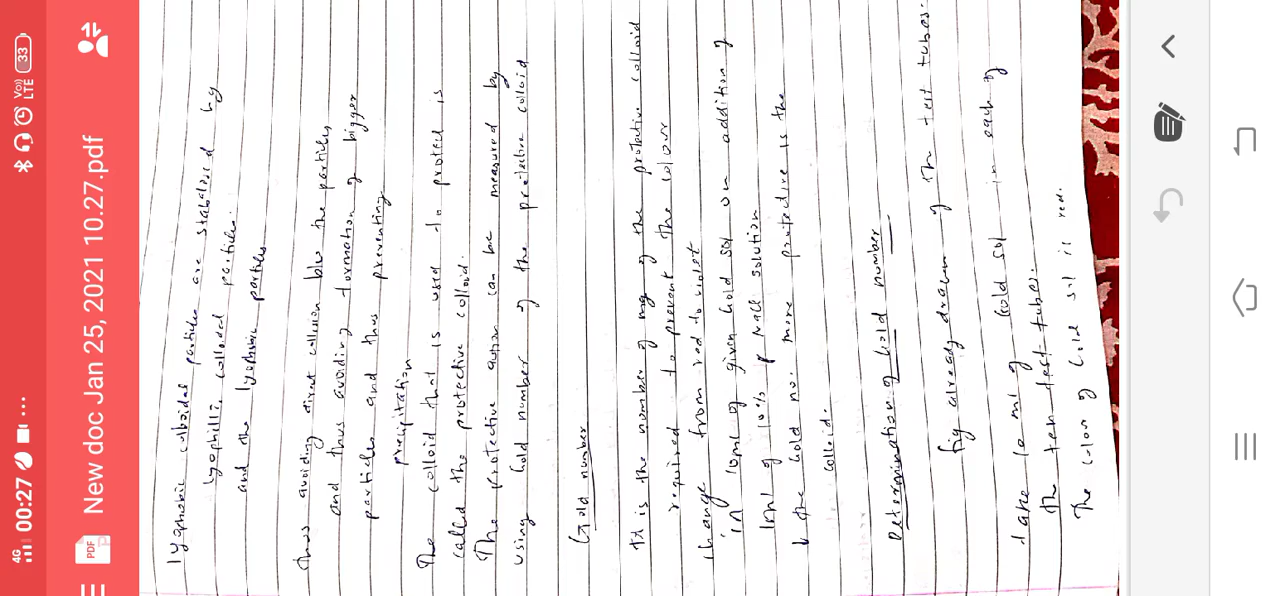 4G 00:27 ... Vo) LTE 33
PDF New doc Jan 25, 2021 10.27.pdf
lyophobic colloidal particles are stabalised by
lyophilic colloid particles.
and the lyophobic particles
thus avoiding direct collision b/w the particles
and thus avoiding formation of bigger
particles and thus preventing
precipitation
The colloid that is used to protect is
called the protective colloid.
The protective action can be measured by
using Gold number of the protective colloid
Gold number
It is the number of mg of the protective colloid
required to prevent the colour
change from red to violet
in 10ml of given Gold sol on addition of
1ml of 10% NaCl solution
↓ the Gold no. more protective is the
colloid.
Determination of Gold number
fig already drawn of the test tubes.
take 10 ml of Gold sol in each of
the ten test-tubes.
The colour of Gold sol is red.